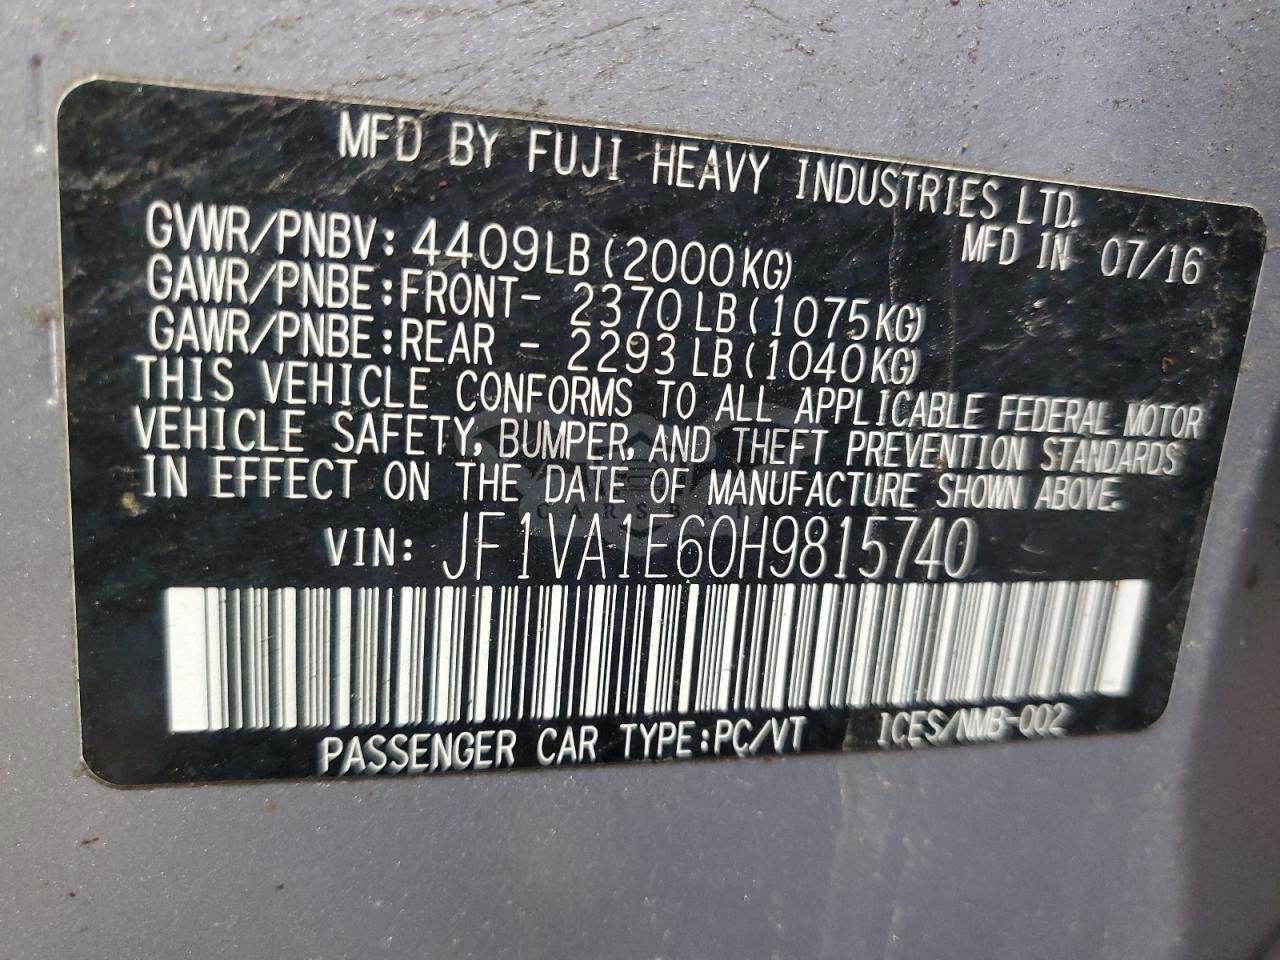 MFD BY FUJI HEAVY INDUSTRIES LTD.
MFD IN 07/16
GVWR/PNBV: 4409LB (2000KG)
GAWR/PNBE:FRONT- 2370 LB (1075KG)
GAWR/PNBE:REAR - 2293 LB (1040KG)
THIS VEHICLE CONFORMS TO ALL APPLICABLE FEDERAL MOTOR
VEHICLE SAFETY, BUMPER, AND THEFT PREVENTION STANDARDS
IN EFFECT ON THE DATE OF MANUFACTURE SHOWN ABOVE.
CARSBAT
VIN: JF1VA1E60H9815740
PASSENGER CAR TYPE:PC/VT ICES/NMB-002